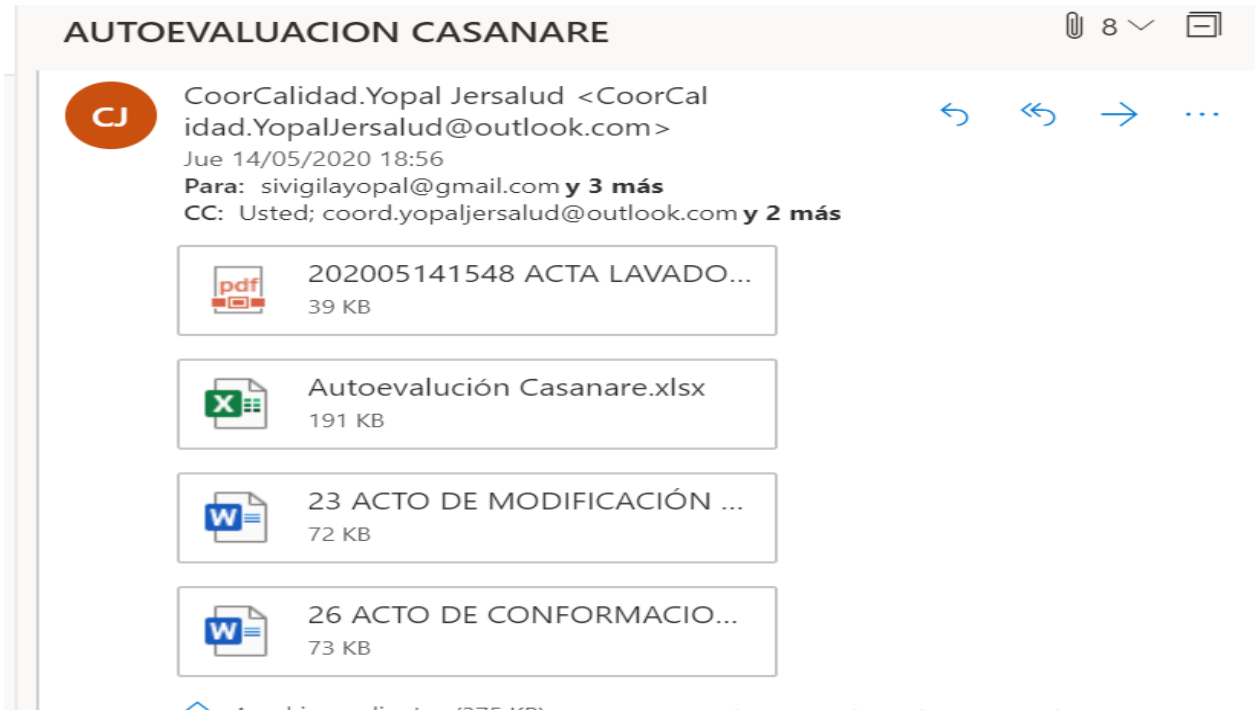 AUTOEVALUACION CASANARE
8
CJ
CoorCalidad.Yopal Jersalud <CoorCal
idad.YopalJersalud@outlook.com>
Jue 14/05/2020 18:56
Para: sivigilayopal@gmail.com y 3 más
CC: Usted; coord.yopaljersalud@outlook.com y 2 más
pdf
202005141548 ACTA LAVADO...
39 KB
Autoevalución Casanare.xlsx
191 KB
23 ACTO DE MODIFICACIÓN ...
72 KB
26 ACTO DE CONFORMACIO...
73 KB